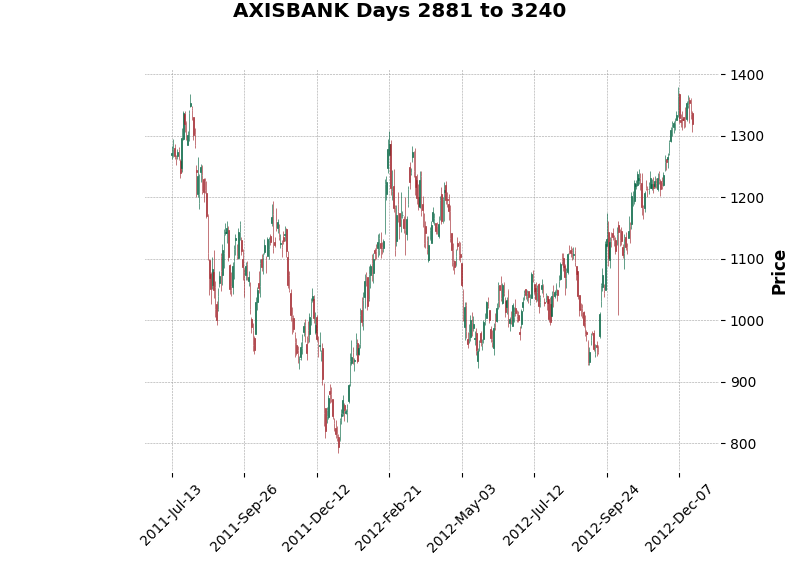 AXISBANK Days 2881 to 3240
1400
1300
1200
1100
1000
900
800
Price
2011-Jul-13
2011-Sep-26
2011-Dec-12
2012-Feb-21
2012-May-03
2012-Jul-12
2012-Sep-24
2012-Dec-07